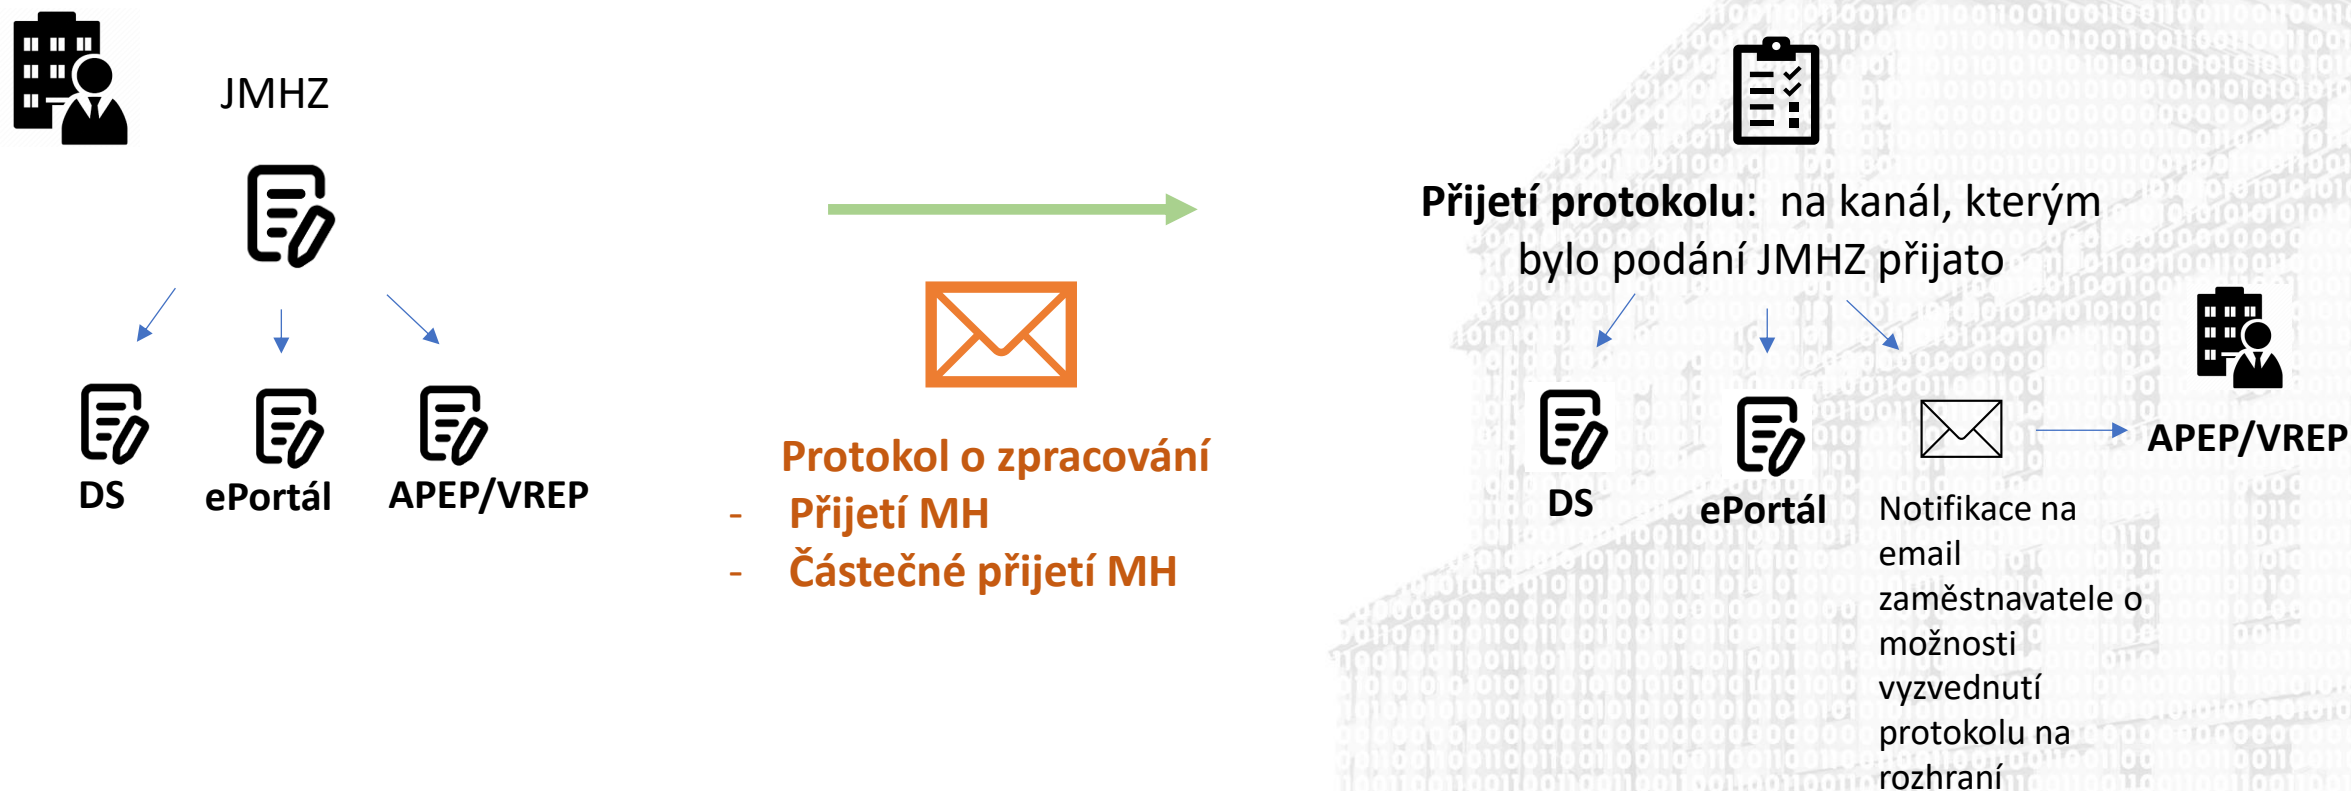 JMHZ
DS
ePortál
APEP/VREP
Protokol o zpracování
- Přijetí MH
- Částečné přijetí MH
Přijetí protokolu: na kanál, kterým
bylo podání JMHZ přijato
DS
ePortál
APEP/VREP
Notifikace na
email
zaměstnavatele o
možnosti
vyzvednutí
protokolu na
rozhraní